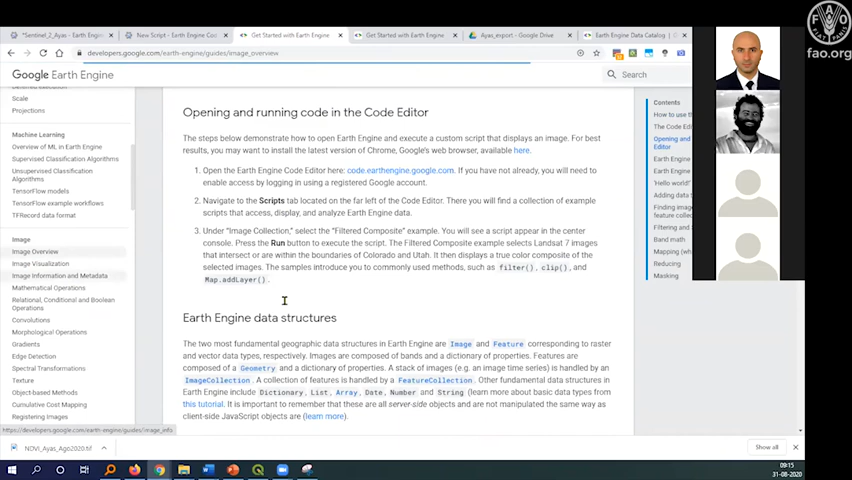 *Sentinel_2_Ayas - Earth Engin
New Script - Earth Engine Co
Get Started with Earth Engine
Get Started with Earth Engine
Ayas_export - Google Drive
Earth Engine Data Catalog
developers.google.com/earth-engine/guides/image_overview
Google Earth Engine
Search
Scale
Projections
Machine Learning
Overview of ML in Earth Engine
Supervised Classification
Algorithms
Unsupervised Classification
Algorithms
TensorFlow models
TensorFlow example workflows
TFRecord data format
Image
Image Overview
Image Visualization
Image Information and Metadata
Mathematical Operations
Relational, Conditional and Boolean
Operations
Convolutions
Morphological Operations
Gradients
Edge Detection
Spectral Transformations
Texture
Object-based Methods
Cumulative Cost Mapping
Registering Images
https://developers.google.com/earth-engine/guides/image_info
Opening and running code in the Code Editor
The steps below demonstrate how to open Earth Engine and execute a custom script that displays an image. For best
results, you may want to install the latest version of Chrome, Google's web browser, available here.
1. Open the Earth Engine Code Editor here: code.earthengine.google.com. If you have not already, you will need to
enable access by logging in using a registered Google account.
2. Navigate to the Scripts tab located on the far left of the Code Editor. There you will find a collection of example
scripts that access, display, and analyze Earth Engine data.
3. Under "Image Collection," select the "Filtered Composite" example. You will see a script appear in the center
console. Press the Run button to execute the script. The Filtered Composite example selects Landsat 7 images
that intersect or are within the boundaries of Colorado and Utah. It then displays a true color composite of the
selected images. The samples introduce you to commonly used methods, such as filter(), clip(), and
Map.addLayer().
Earth Engine data structures
The two most fundamental geographic data structures in Earth Engine are Image and Feature corresponding to raster
and vector data types, respectively. Images are composed of bands and a dictionary of properties. Features are
composed of a Geometry and a dictionary of properties. A stack of images (e.g. an image time series) is handled by an
ImageCollection. A collection of features is handled by a FeatureCollection. Other fundamental data structures in
Earth Engine include Dictionary, List, Array, Date, Number and String (learn more about basic data types from
this tutorial. It is important to remember that these are all server-side objects and are not manipulated the same way as
client-side JavaScript objects are (learn more).
Contents
How to use th
The Code Edi
Opening and
Editor
Earth Engine
Earth Engine
'Hello world!'
Adding data t
Finding image
feature collec
Filtering and
Band math
Mapping (wh
Reducing
Masking
FAO
FIAT PANIS
fao.org
NDVI_Ayas_Ago2020.tif
Show all
09:15
31-08-2020